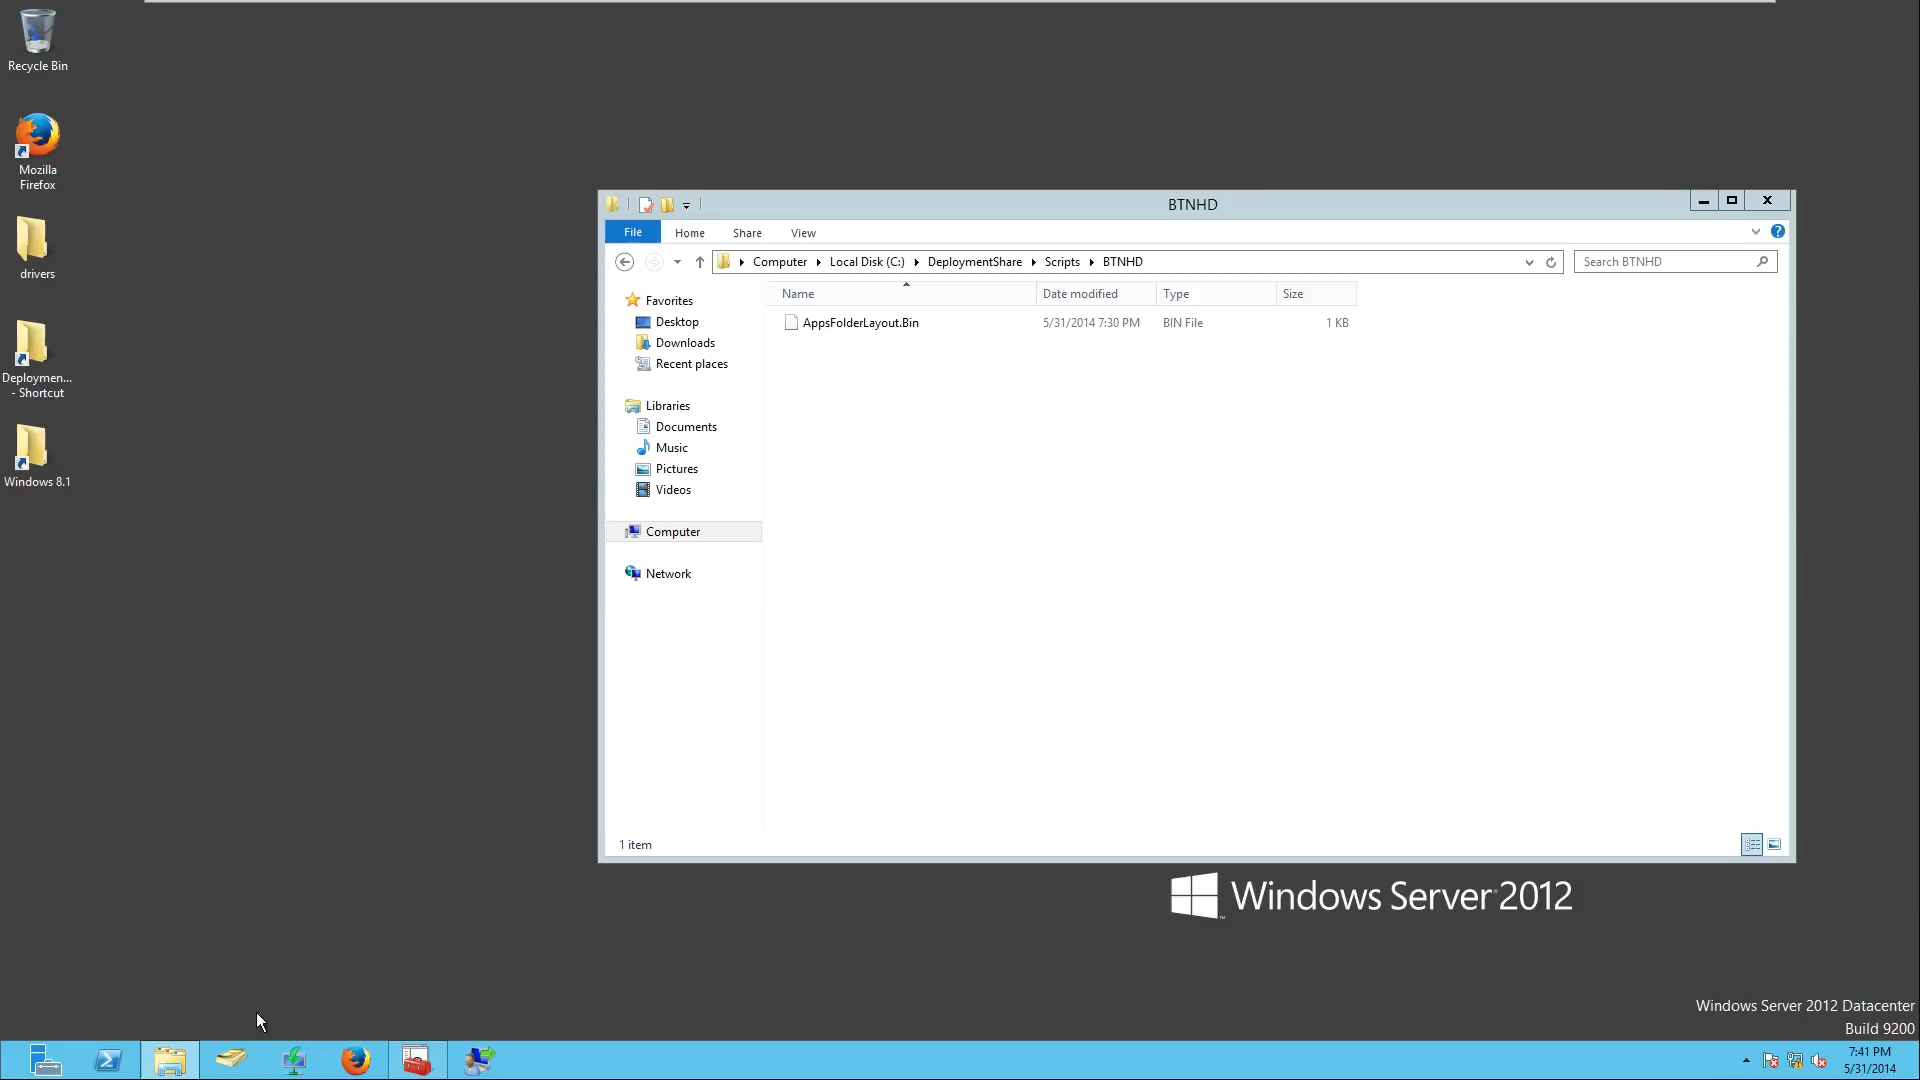 Recycle Bin
Mozilla
Firefox
drivers
Deploymen...
- Shortcut
Windows 8.1
BTNHD
File Home Share View
Computer Local Disk (C:) DeploymentShare Scripts BTNHD
Search BTNHD
Favorites
Desktop
Downloads
Recent places
Libraries
Documents
Music
Pictures
Videos
Computer
Network
Name Date modified Type Size
AppsFolderLayout.Bin 5/31/2014 7:30 PM BIN File 1 KB
1 item
Windows Server 2012
Windows Server 2012 Datacenter
Build 9200
7:41 PM
5/31/2014